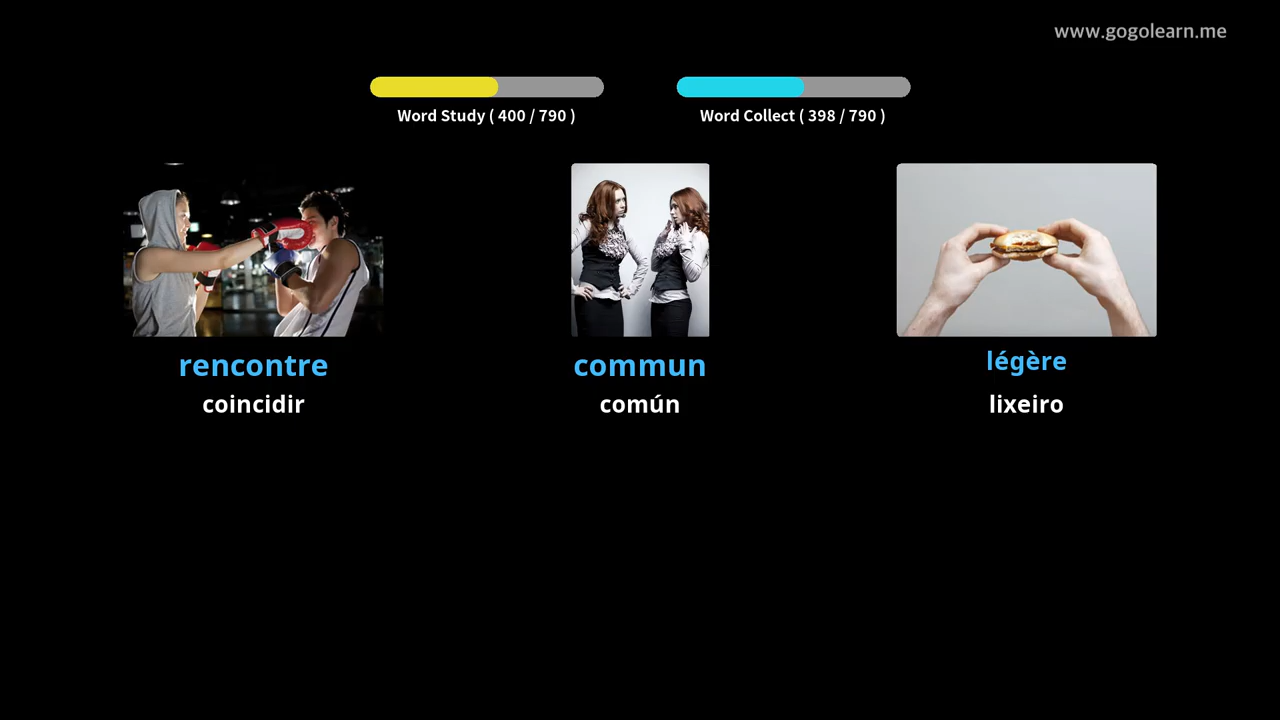 www.gogolearn.me
Word Study ( 400 / 790 )
Word Collect ( 398 / 790 )
rencontre
coincidir
commun
común
légère
lixeiro